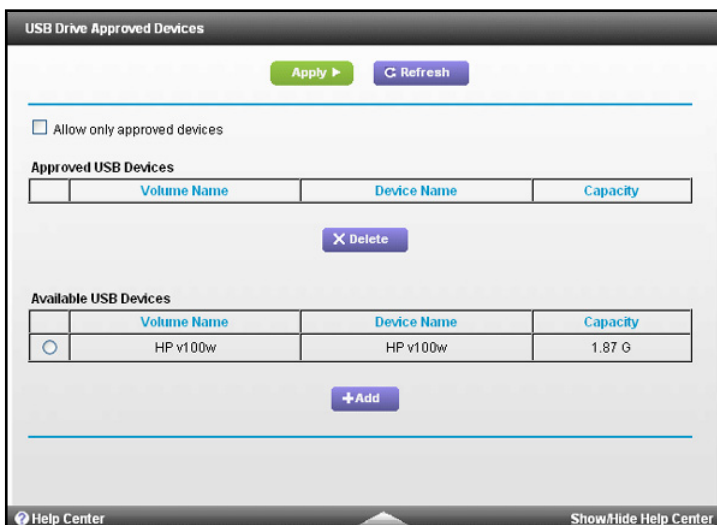 USB Drive Approved Devices
Apply Refresh
Allow only approved devices
Approved USB Devices
Volume Name Device Name Capacity
Delete
Available USB Devices
Volume Name Device Name Capacity
HP v100w HP v100w 1.87 G
+Add
Help Center Show/Hide Help Center